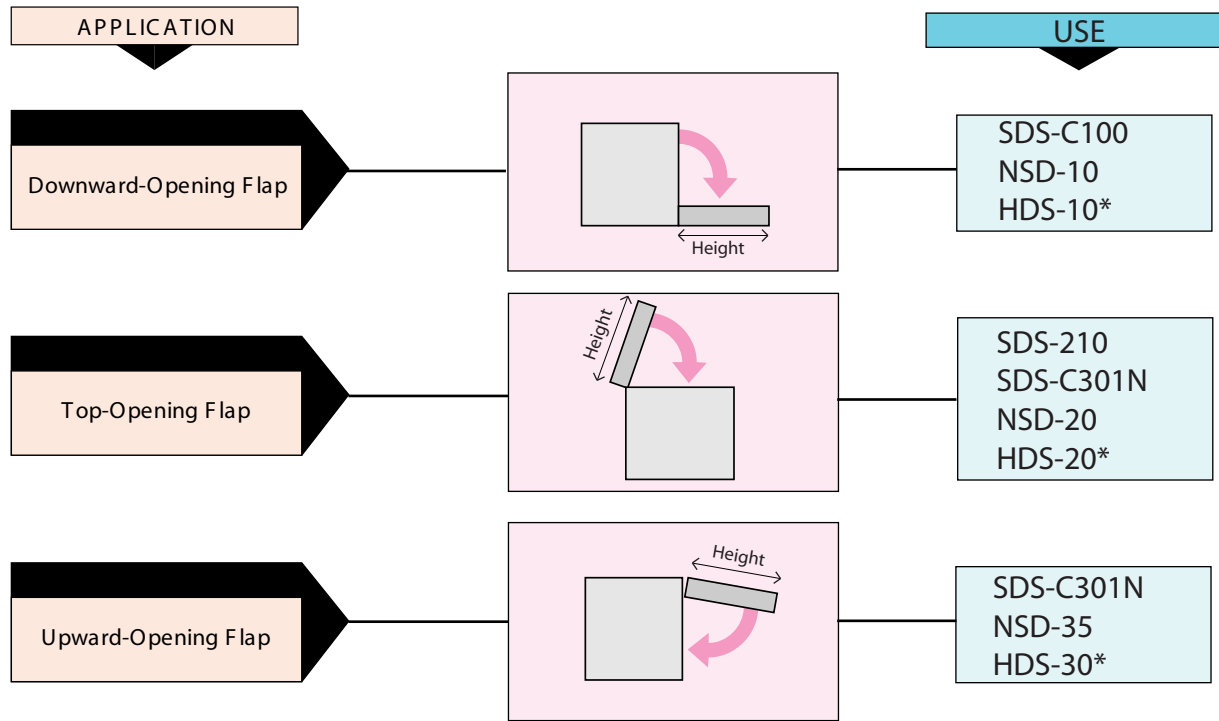 APPLICATION
USE
Downward-Opening Flap
Height
SDS-C100
NSD-10
HDS-10*
Top-Opening Flap
Height
SDS-210
SDS-C301N
NSD-20
HDS-20*
Upward-Opening Flap
Height
SDS-C301N
NSD-35
HDS-30*